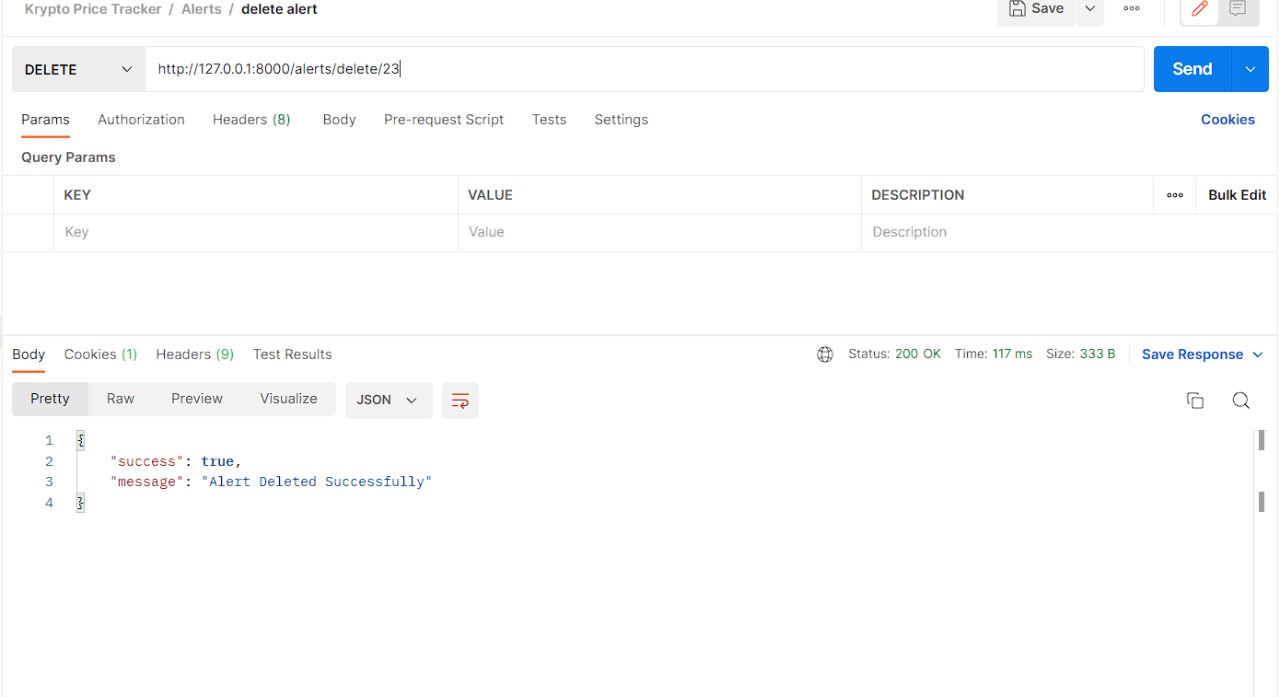 Krypto Price Tracker / Alerts / delete alert
Save
DELETE
http://127.0.0.1:8000/alerts/delete/23
Send
Params Authorization Headers (8) Body Pre-request Script Tests Settings Cookies
Query Params
KEY VALUE DESCRIPTION Bulk Edit
Key Value Description
Body Cookies (1) Headers (9) Test Results Status: 200 OK Time: 117 ms Size: 333 B Save Response
Pretty Raw Preview Visualize JSON
1 {
2 "success": true,
3 "message": "Alert Deleted Successfully"
4 }